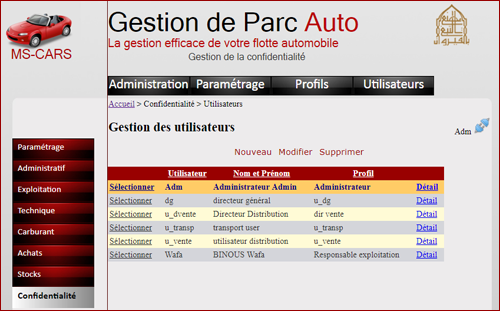 Gestion de Parc Auto
La gestion efficace de votre flotte automobile
MS-CARS
Gestion de la confidentialité
Administration Paramétrage Profils Utilisateurs
Accueil > Confidentialité > Utilisateurs
Gestion des utilisateurs
Adm
Nouveau Modifier Supprimer
Paramétrage
Administratif
Exploitation
Technique
Carburant
Achats
Stocks
Confidentialité
Utilisateur Nom et Prénom Profil
Sélectionner Adm Administrateur Admin Administrateur Détail
Sélectionner dg directeur général u_dg Détail
Sélectionner u_dvente Directeur Distribution dir vente Détail
Sélectionner u_transp transport user u_transp Détail
Sélectionner u_vente utilisateur distribution u_vente Détail
Sélectionner Wafa BINOUS Wafa Responsable exploitation Détail